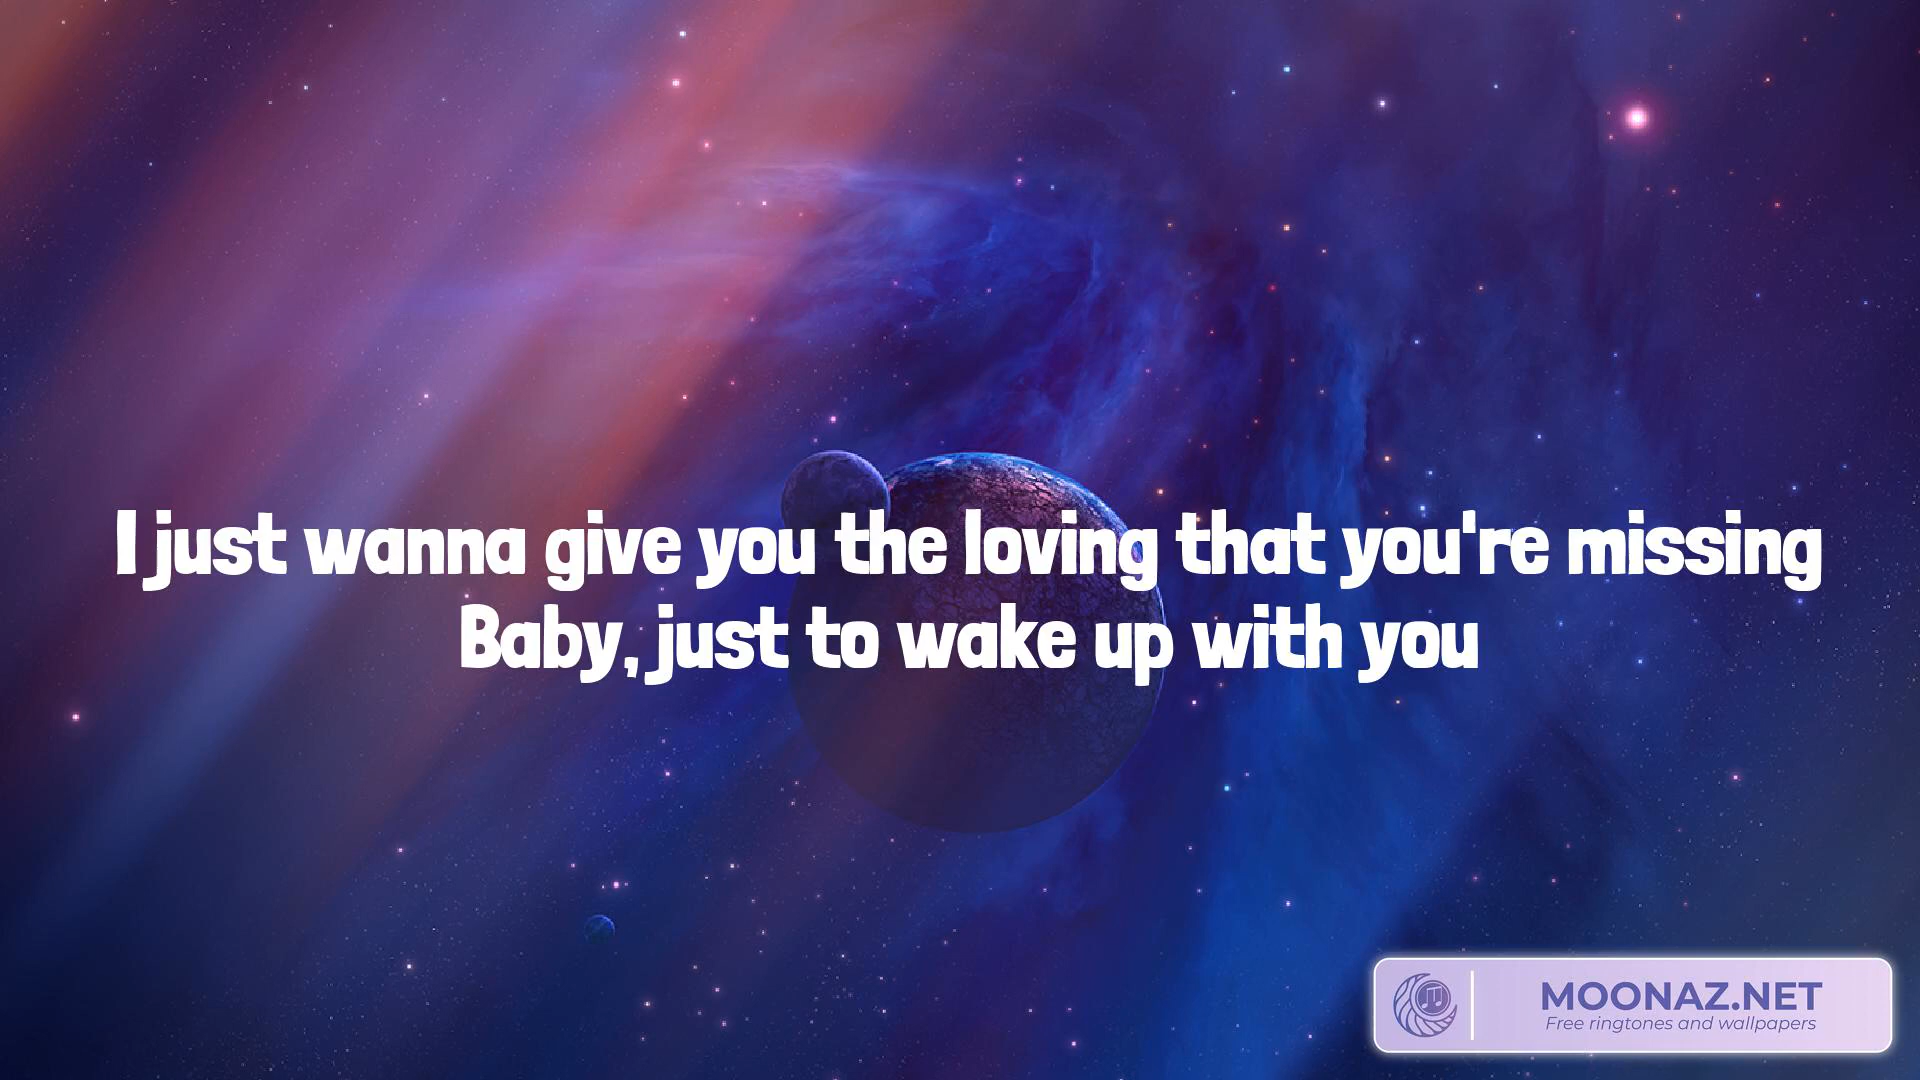 I just wanna give you the loving that you're missing
Baby, just to wake up with you
MOONAZ.NET
Free ringtones and wallpapers